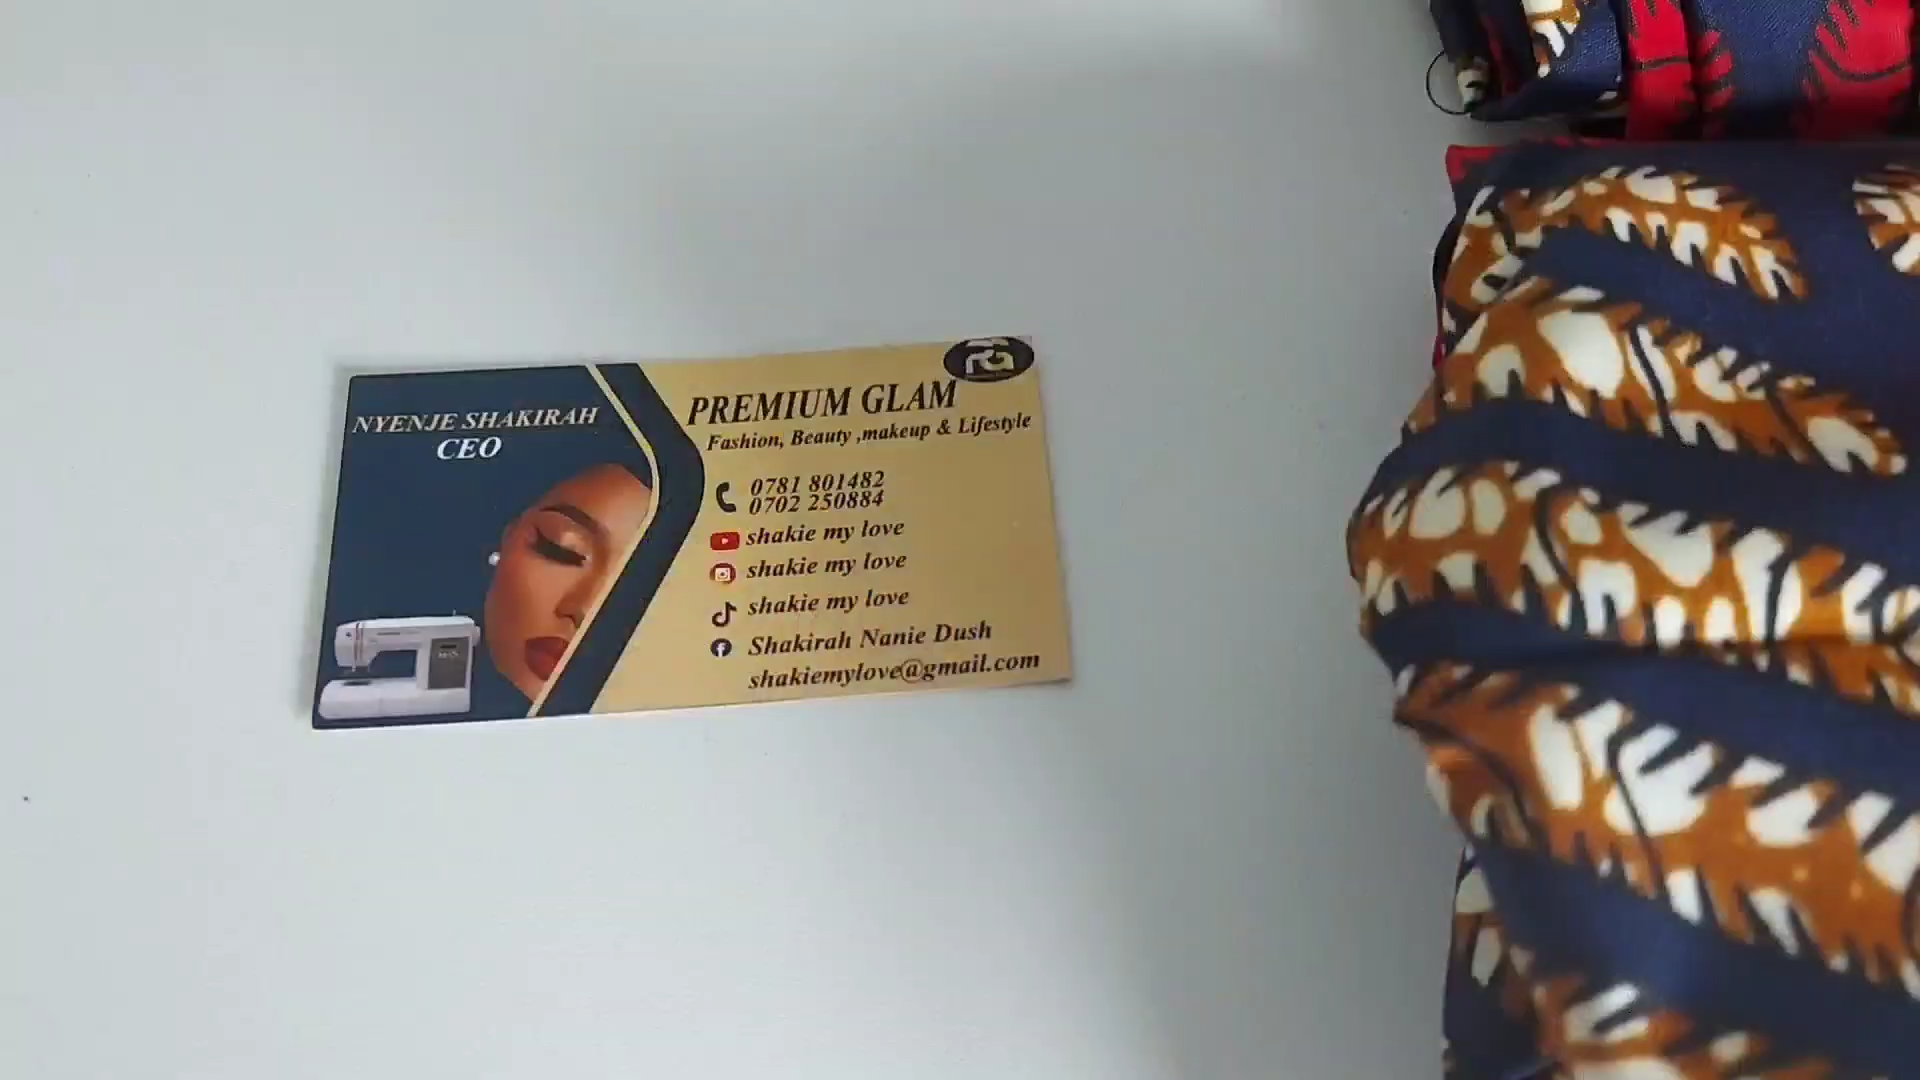 NYENJE SHAKIRAH
CEO
PREMIUM GLAM
Fashion, Beauty ,makeup & Lifestyle
0781 801482
0702 250884
shakie my love
shakie my love
shakie my love
Shakirah Nanie Dush
shakiemylove@gmail.com